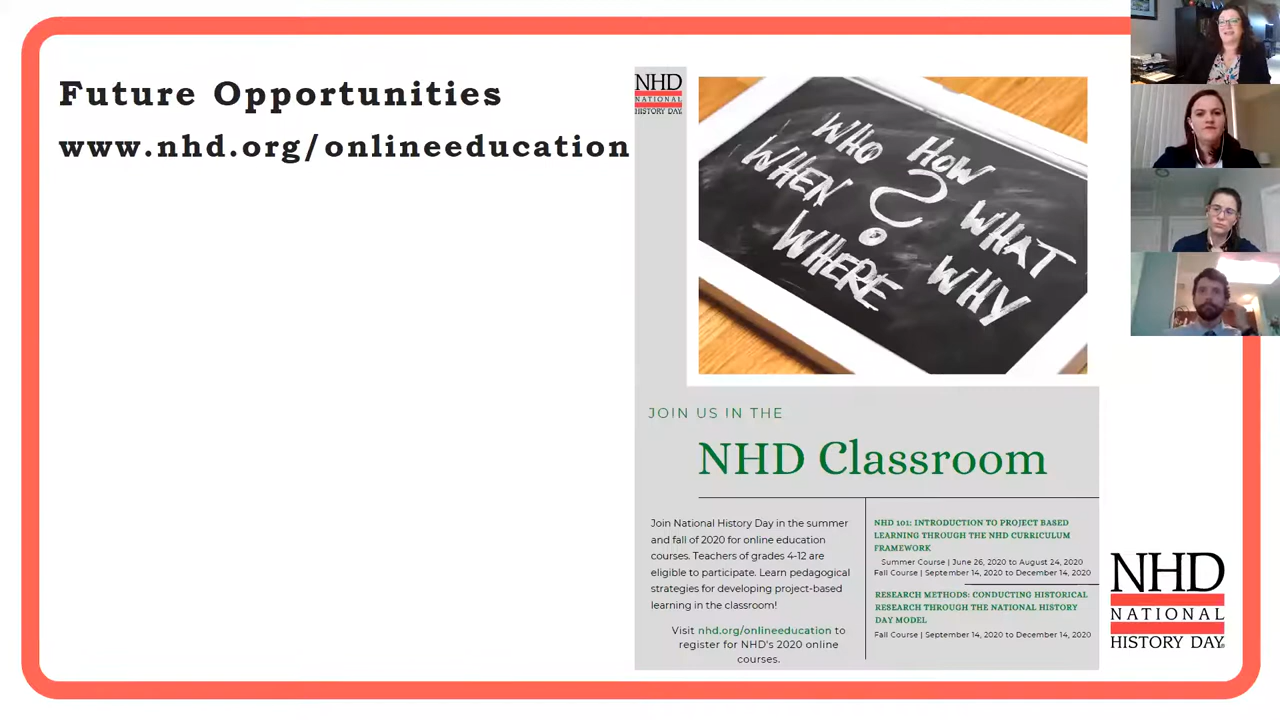 Future Opportunities
www.nhd.org/onlineeducation
NHD
NATIONAL
HISTORY DAY
WHO
HOW
WHEN
?
WHAT
WHERE
WHY
JOIN US IN THE
NHD Classroom
Join National History Day in the summer
and fall of 2020 for online education
courses. Teachers of grades 4-12 are
eligible to participate. Learn pedagogical
strategies for developing project-based
learning in the classroom!
Visit nhd.org/onlineeducation to
register for NHD's 2020 online
courses.
NHD 101: INTRODUCTION TO PROJECT BASED
LEARNING THROUGH THE NHD CURRICULUM
FRAMEWORK
Summer Course | June 26, 2020 to August 24, 2020
Fall Course | September 14, 2020 to December 14, 2020
RESEARCH METHODS: CONDUCTING HISTORICAL
RESEARCH THROUGH THE NATIONAL HISTORY
DAY MODEL
Fall Course | September 14, 2020 to December 14, 2020
NHD
NATIONAL
HISTORY DAY®